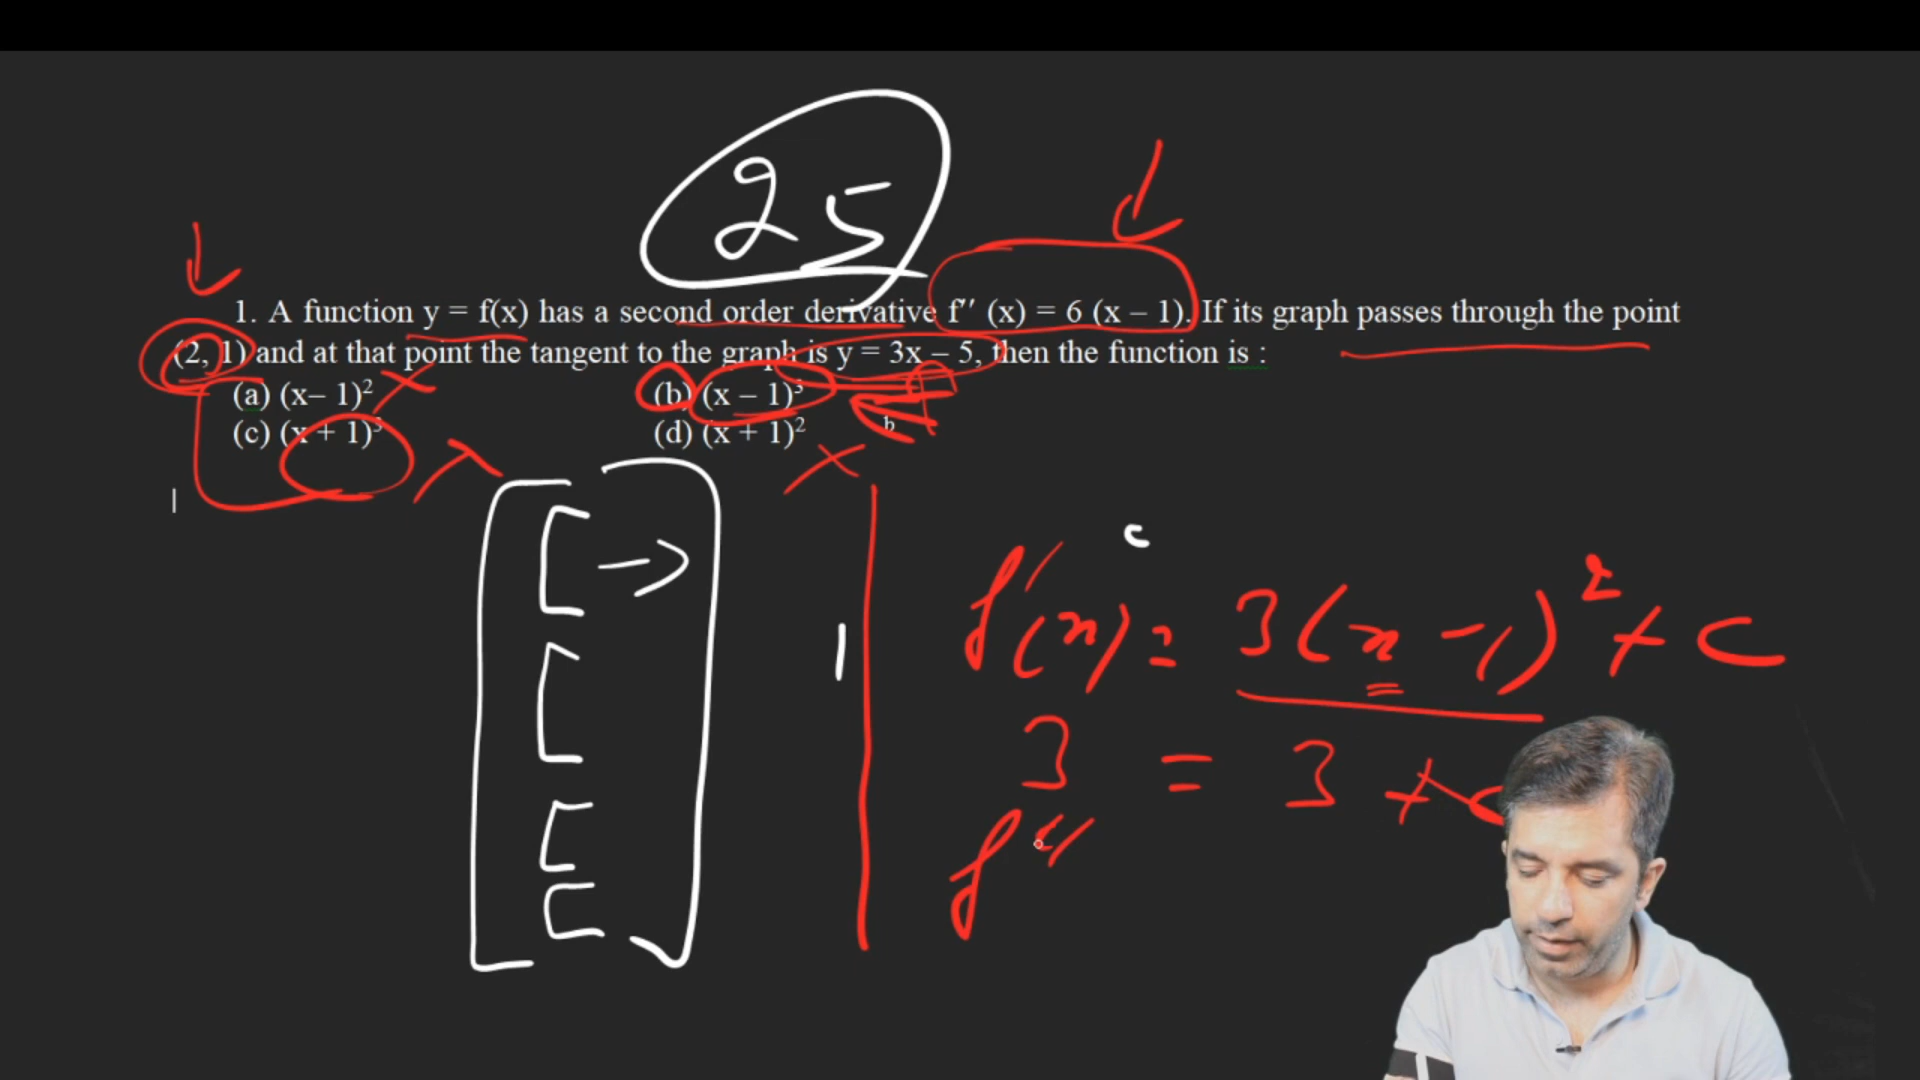 25
1. A function y = f(x) has a second order derivative f″ (x) = 6 (x – 1). If its graph passes through the point
(2, 1) and at that point the tangent to the graph is y = 3x – 5, then the function is :
(a) (x– 1)² (b) (x – 1)³
(c) (x + 1)³ (d) (x + 1)²
b
c
f′(x) = 3(x – 1)² + c
3 = 3 + c
f